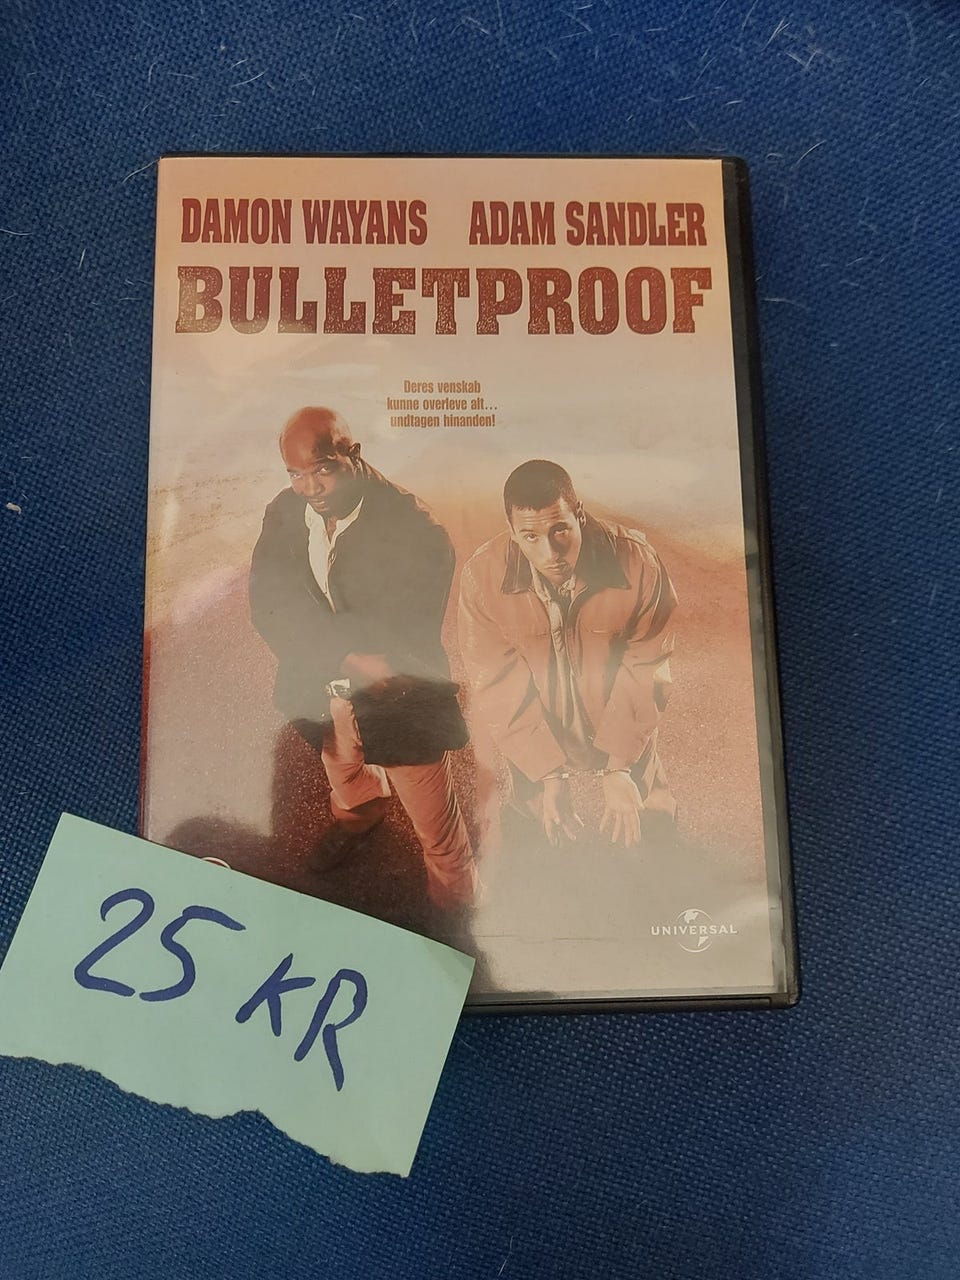 DAMON WAYANS ADAM SANDLER
BULLETPROOF
Deres venskab
kunne overleve alt...
undtagen hinanden!
UNIVERSAL
25 KR